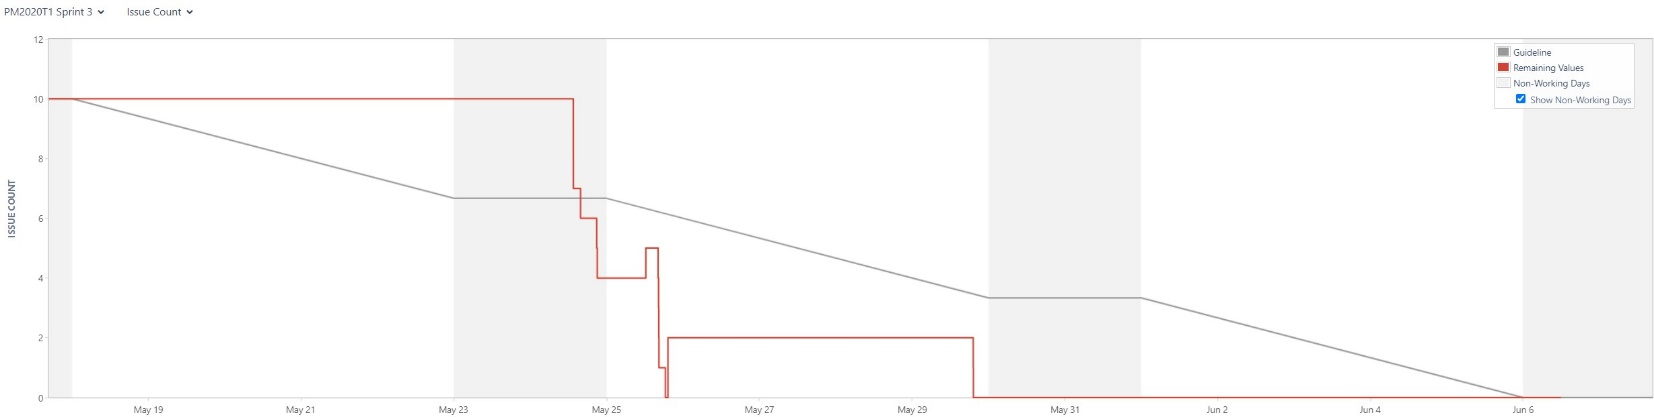 PM2020T1 Sprint 3 Issue Count
12
10
8
6
4
2
0
ISSUE COUNT
Guideline
Remaining Values
Non-Working Days
Show Non-Working Days
May 19 May 21 May 23 May 25 May 27 May 29 May 31 Jun 2 Jun 4 Jun 6